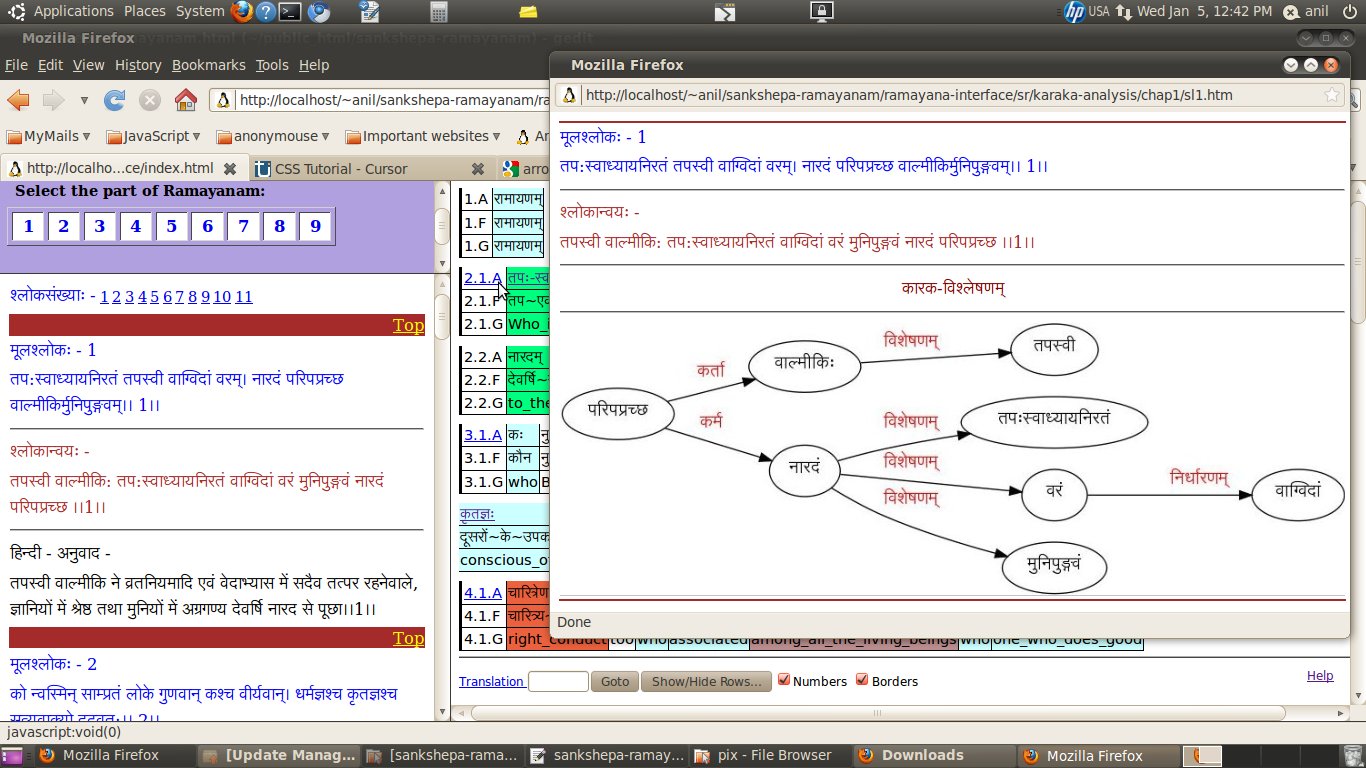 Applications Places System
USA Wed Jan 5, 12:42 PM anil
Mozilla Firefox
File Edit View History Bookmarks Tools Help
http://localhost/~anil/sankshepa-ramayanam/ra
MyMails JavaScript anonymouse Important websites
http://localho...ce/index.html CSS Tutorial - Cursor
Select the part of Ramayanam:
1 2 3 4 5 6 7 8 9
श्लोकसंख्याः - 1 2 3 4 5 6 7 8 9 10 11
Top
मूलश्लोकः - 1
तप:स्वाध्यायनिरतं तपस्वी वाग्विदां वरम्। नारदं परिपप्रच्छ
वाल्मीकिर्मुनिपुङ्गवम्।। 1।।
श्लोकान्वयः -
तपस्वी वाल्मीकि: तप:स्वाध्यायनिरतं वाग्विदां वरं मुनिपुङ्गवं नारदं
परिपप्रच्छ ।।1।।
हिन्दी - अनुवाद -
तपस्वी वाल्मीकि ने व्रतनियमादि एवं वेदाभ्यास में सदैव तत्पर रहनेवाले,
ज्ञानियों में श्रेष्ठ तथा मुनियों में अग्रगण्य देवर्षि नारद से पूछा।।1।।
Top
मूलश्लोकः - 2
को न्वस्मिन् साम्प्रतं लोके गुणवान् कश्च वीर्यवान्। धर्मज्ञश्च कृतज्ञश्च
1.A रामायणम्
1.F रामायणम्
1.G रामायणम्
2.1.A तपः-स्व
2.1.F तप~एव
2.1.G Who_i
2.2.A नारदम्
2.2.F देवर्षि~
2.2.G to_the
3.1.A कः
3.1.F कौन
3.1.G who
कृतज्ञः
दूसरों~के~उपक
conscious_o
4.1.A चारित्रेण
4.1.F चारित्र्य~
4.1.G right_conduct too who associated among_all_the_living_beings who one_who_does_good
Translation Goto Show/Hide Rows... Numbers Borders Help
Mozilla Firefox
http://localhost/~anil/sankshepa-ramayanam/ramayana-interface/sr/karaka-analysis/chap1/sl1.htm
मूलश्लोकः - 1
तप:स्वाध्यायनिरतं तपस्वी वाग्विदां वरम्। नारदं परिपप्रच्छ वाल्मीकिर्मुनिपुङ्गवम्।। 1।।
श्लोकान्वयः -
तपस्वी वाल्मीकि: तप:स्वाध्यायनिरतं वाग्विदां वरं मुनिपुङ्गवं नारदं परिपप्रच्छ ।।1।।
कारक-विश्लेषणम्
विशेषणम् तपस्वी
कर्ता वाल्मीकिः
परिपप्रच्छ
कर्म विशेषणम् तपःस्वाध्यायनिरतं
नारदं विशेषणम्
वरं निर्धारणम् वाग्विदां
विशेषणम्
मुनिपुङ्गवं
Done
javascript:void(0)
Mozilla Firefox [Update Manag... [sankshepa-rama... sankshepa-ramay... pix - File Browser Downloads Mozilla Firefox